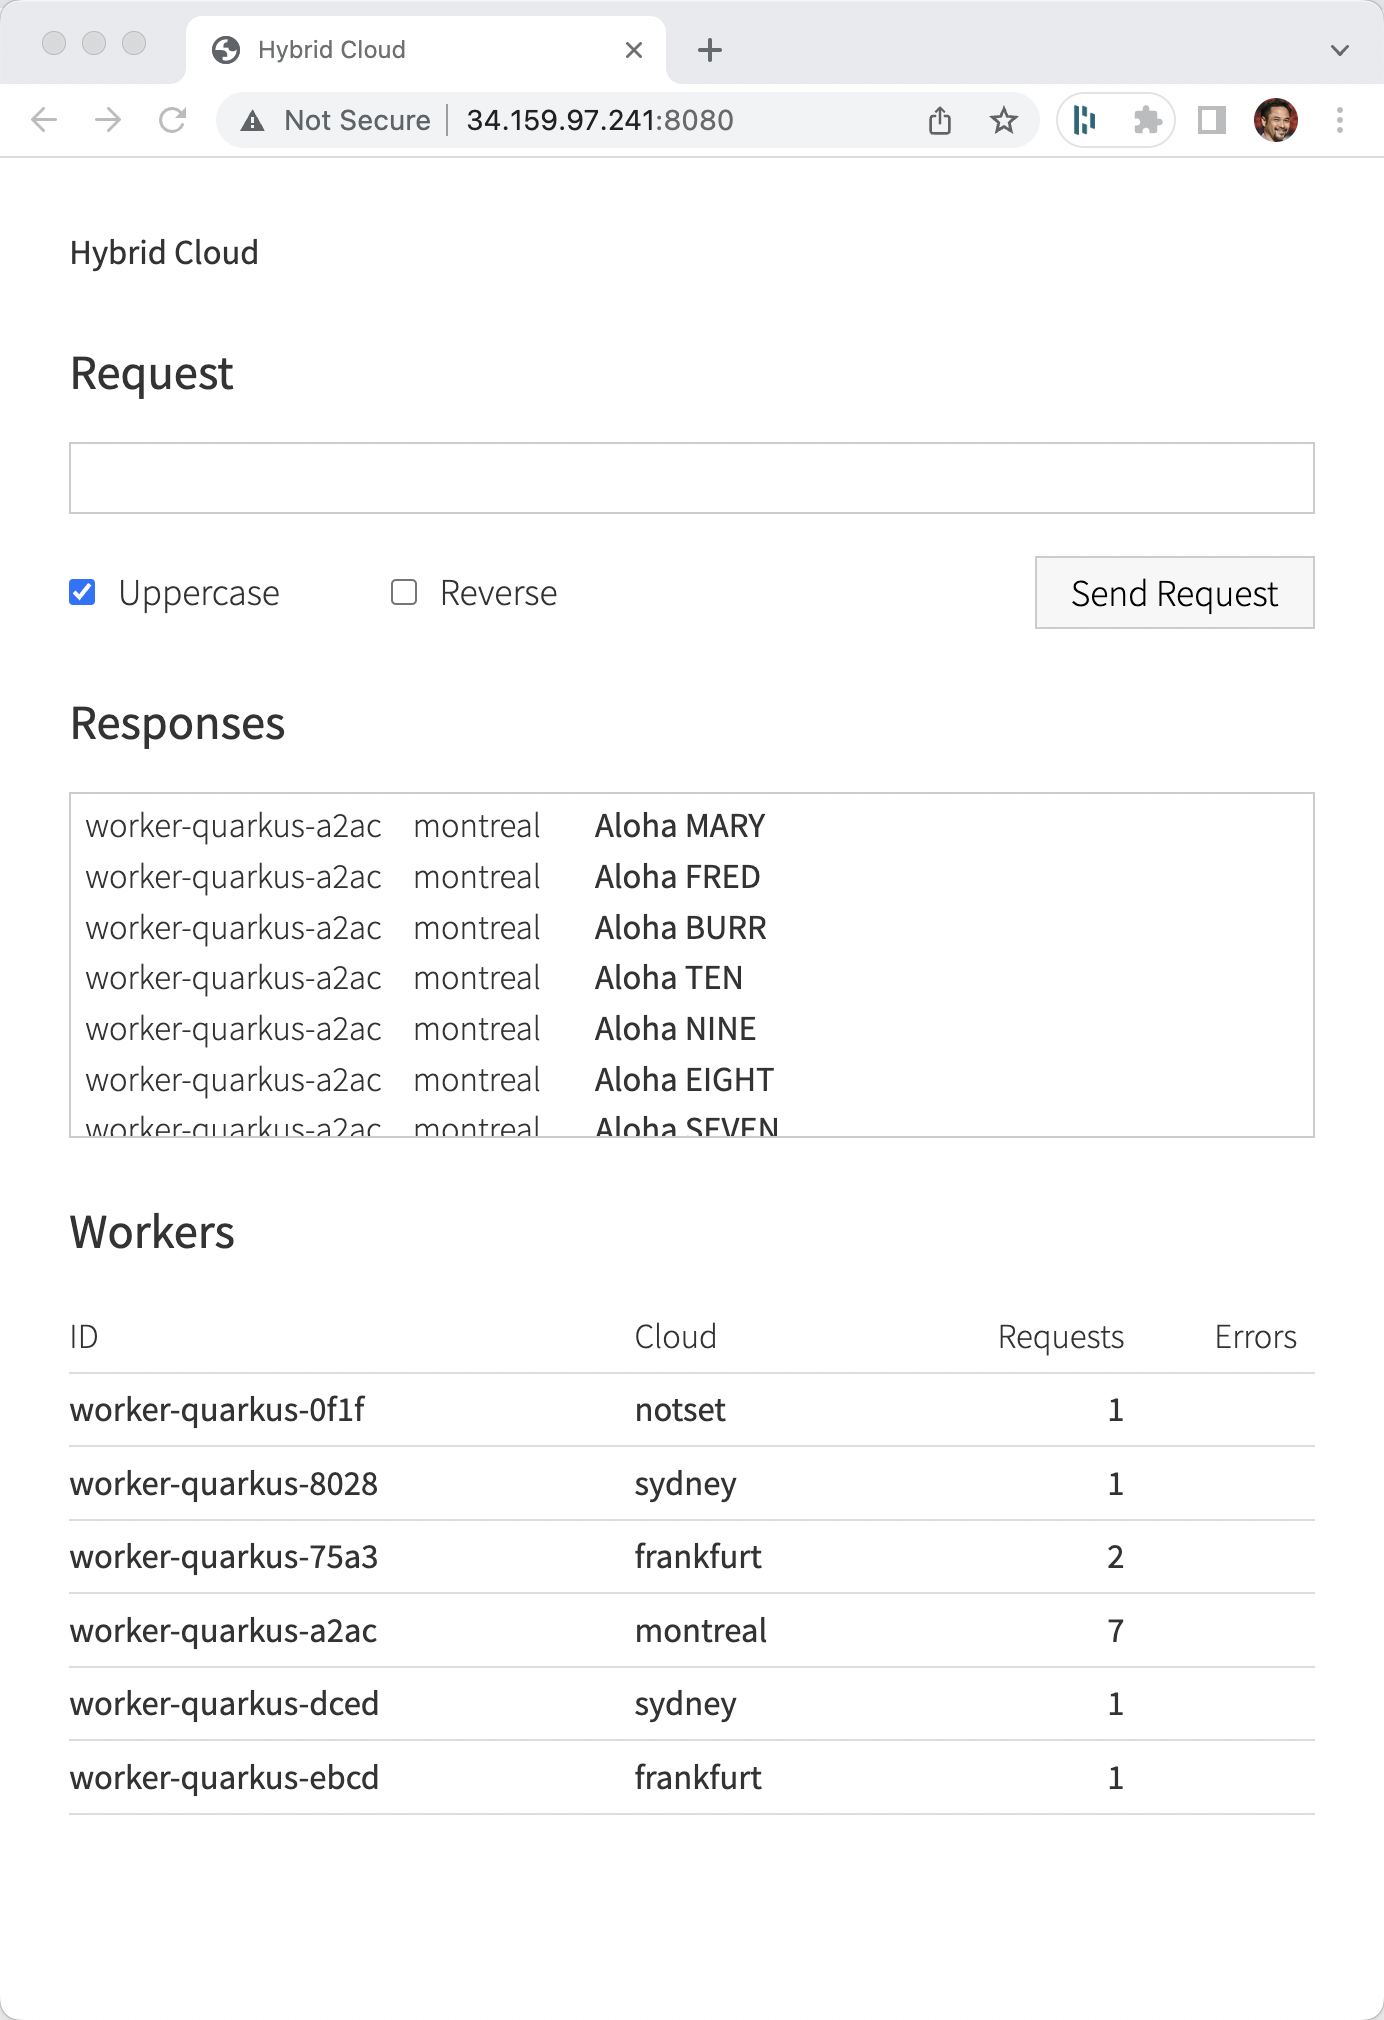 Hybrid Cloud
Not Secure 34.159.97.241:8080
Hybrid Cloud
Request
Uppercase Reverse Send Request
Responses
worker-quarkus-a2ac montreal Aloha MARY
worker-quarkus-a2ac montreal Aloha FRED
worker-quarkus-a2ac montreal Aloha BURR
worker-quarkus-a2ac montreal Aloha TEN
worker-quarkus-a2ac montreal Aloha NINE
worker-quarkus-a2ac montreal Aloha EIGHT
worker-quarkus-a2ac montreal Aloha SEVEN
Workers
ID Cloud Requests Errors
worker-quarkus-0f1f notset 1
worker-quarkus-8028 sydney 1
worker-quarkus-75a3 frankfurt 2
worker-quarkus-a2ac montreal 7
worker-quarkus-dced sydney 1
worker-quarkus-ebcd frankfurt 1